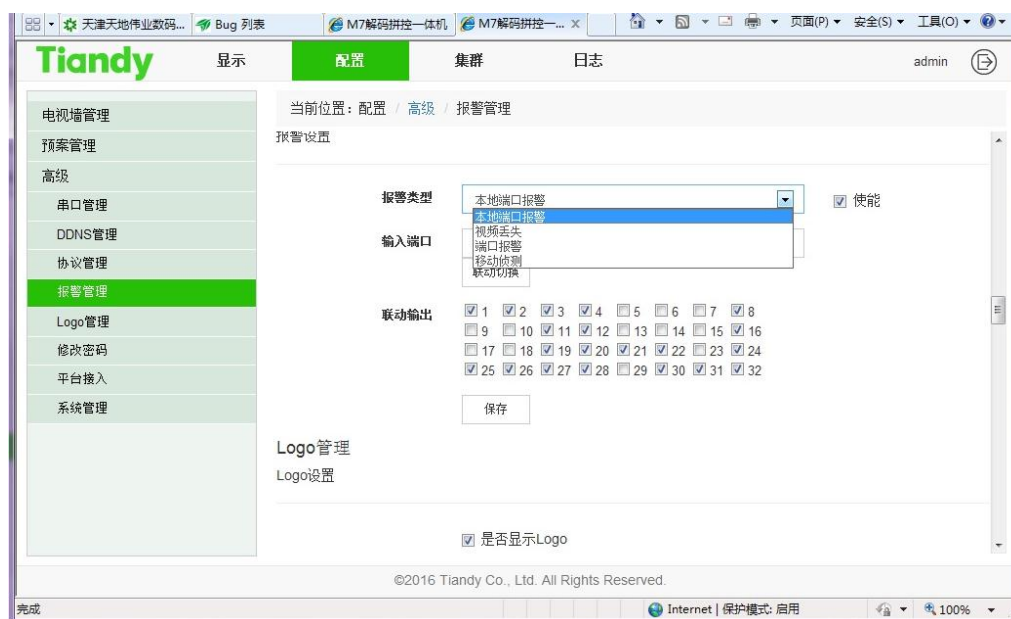 天津天地伟业数码... Bug 列表 M7解码拼控一体机 M7解码拼控一... X 页面(P) 安全(S) 工具(O)
Tiandy 显示 配置 集群 日志 admin
电视墙管理
预案管理
高级
串口管理
DDNS管理
协议管理
报警管理
Logo管理
修改密码
平台接入
系统管理
当前位置：配置 / 高级 / 报警管理
报警设置
报警类型 本地端口报警 使能
本地端口报警
视频丢失
端口报警
移动侦测
输入端口
联动切换
联动输出 1 2 3 4 5 6 7 8
9 10 11 12 13 14 15 16
17 18 19 20 21 22 23 24
25 26 27 28 29 30 31 32
保存
Logo管理
Logo设置
是否显示Logo
©2016 Tiandy Co., Ltd. All Rights Reserved.
完成 Internet | 保护模式: 启用 100%